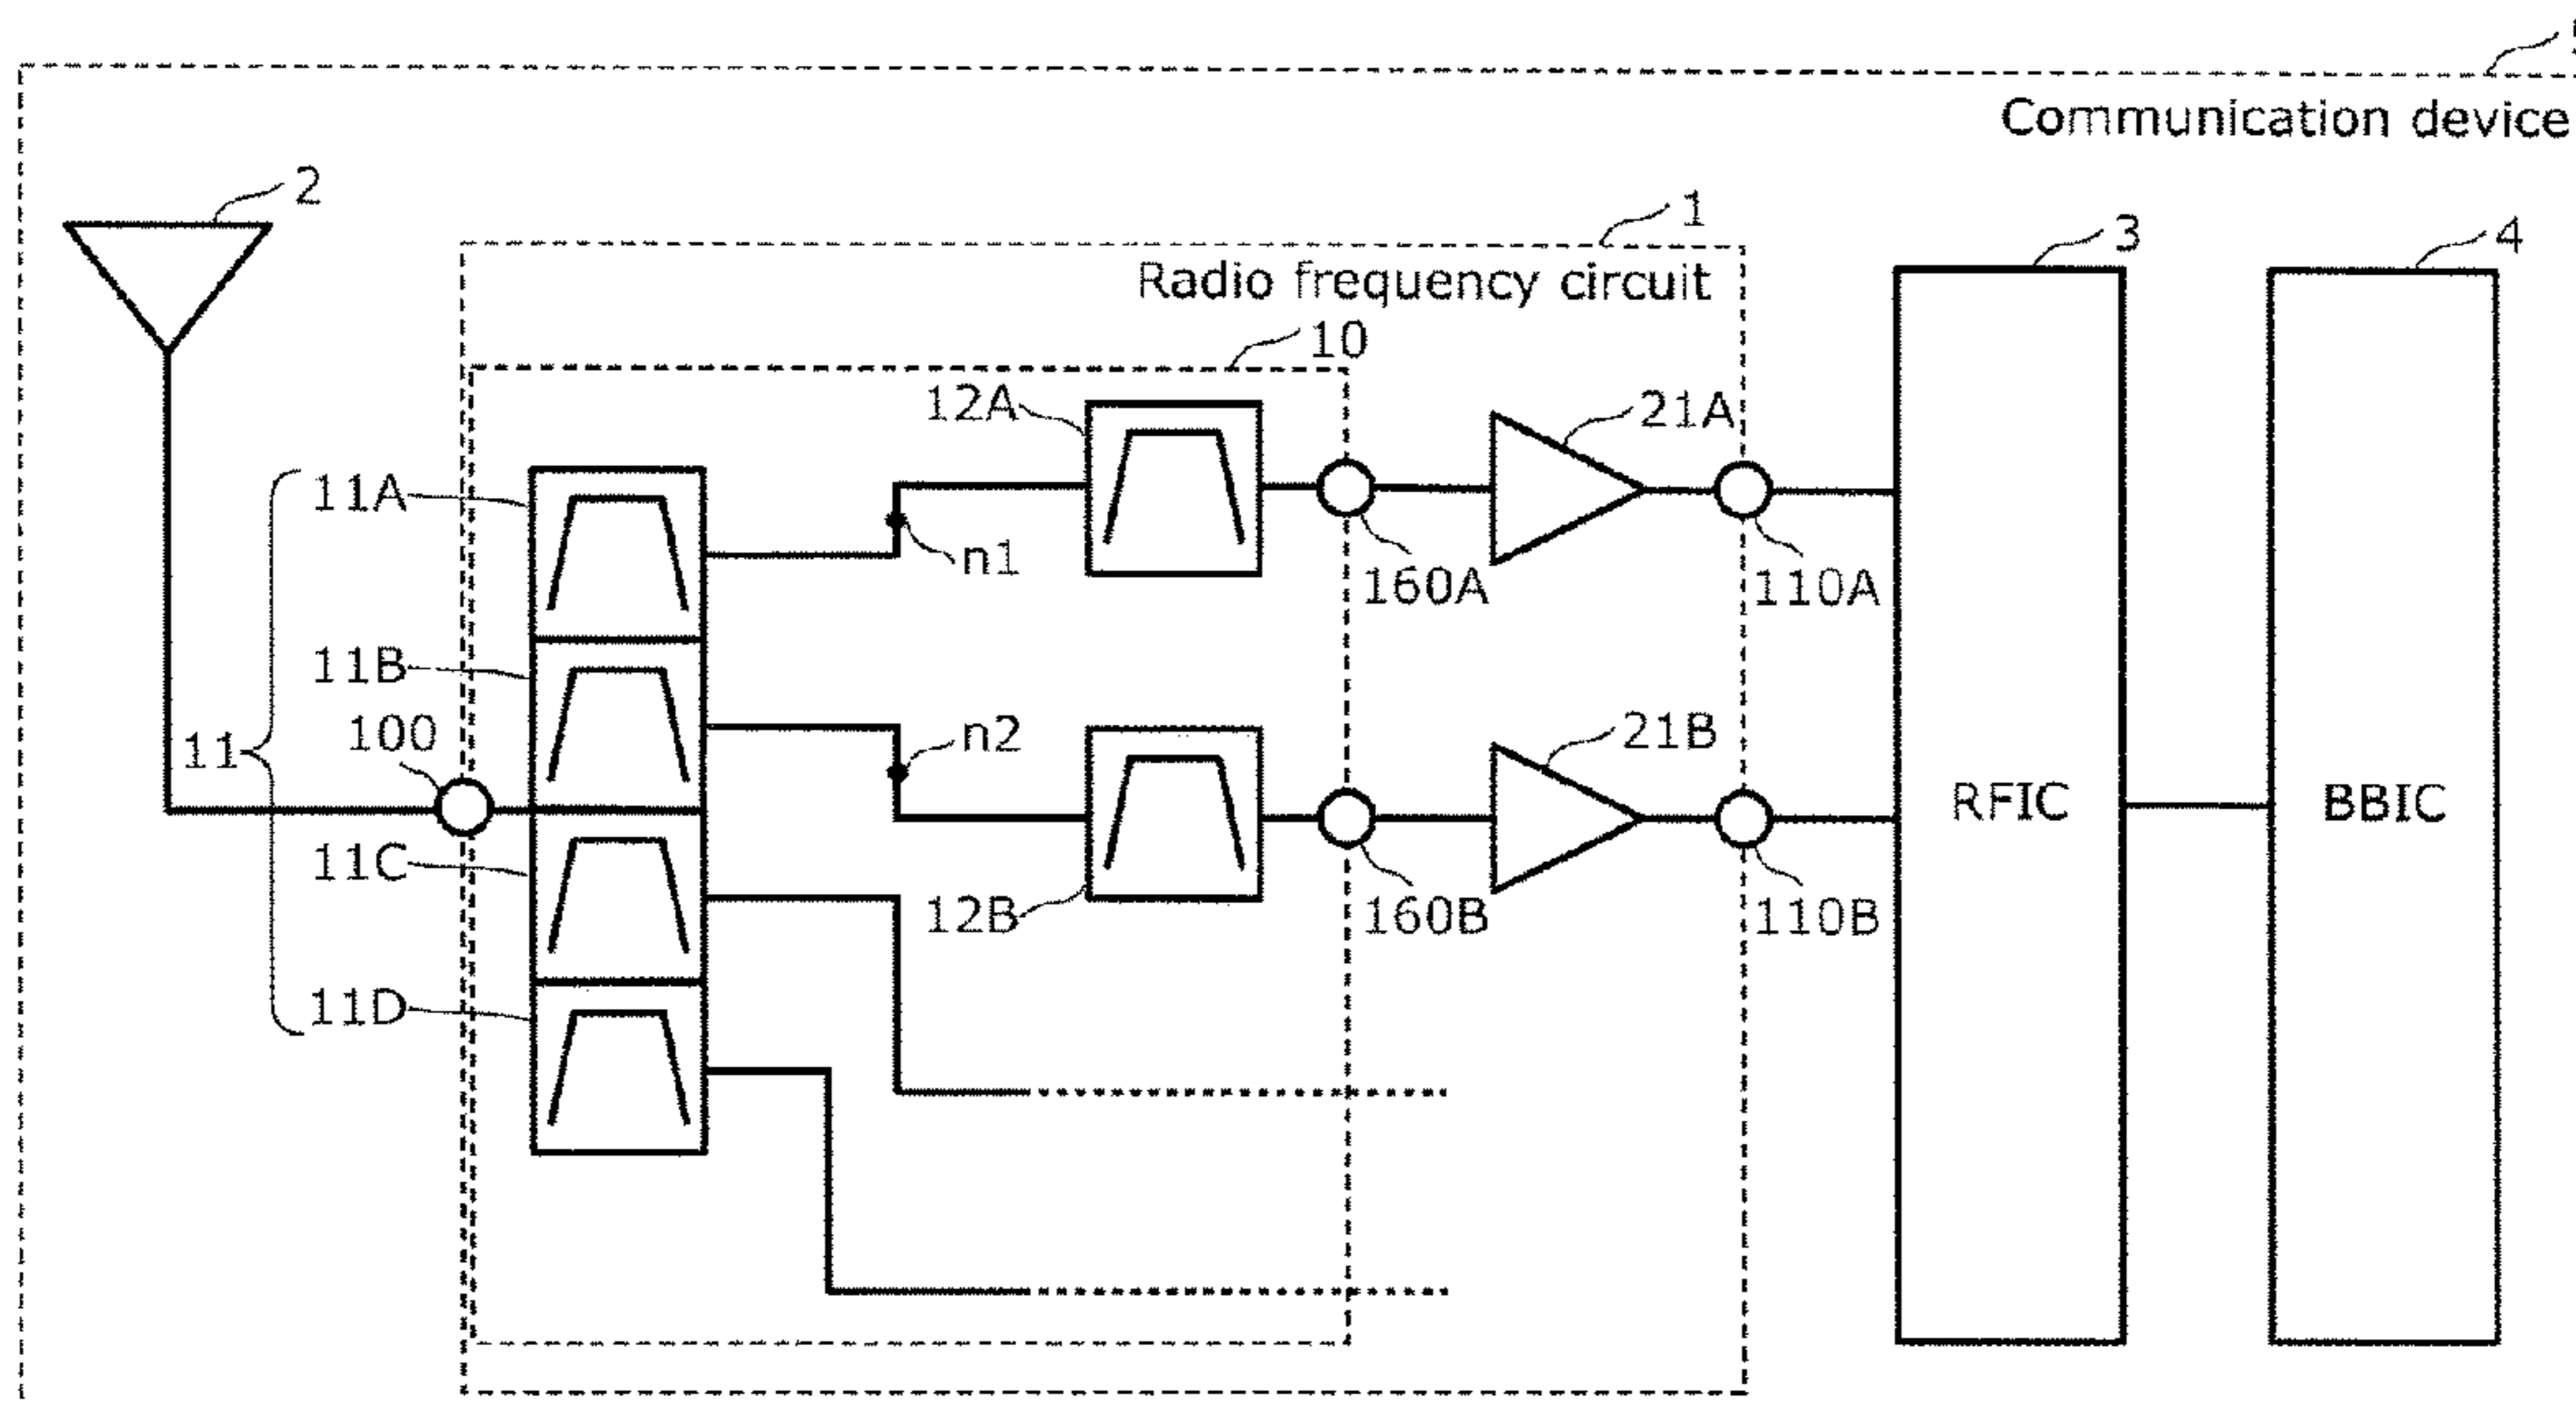 Communication device
2
1
3
4
Radio frequency circuit
10
12A
21A
11A
n1
160A
110A
11B
n2
21B
100
11
RFIC
BBIC
11C
12B
160B
110B
11D